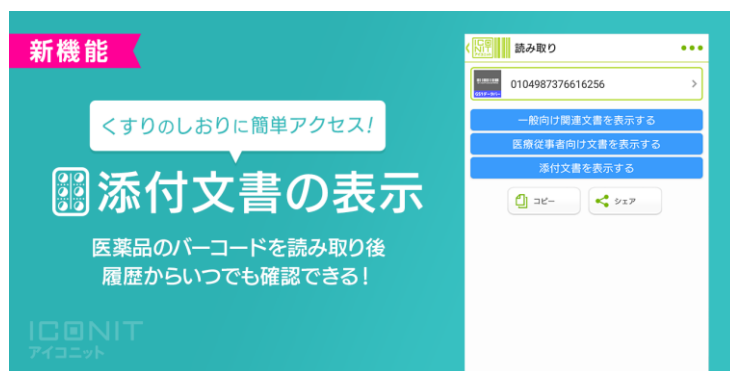 新機能
くすりのしおりに簡単アクセス!
添付文書の表示
医薬品のバーコードを読み取り後
履歴からいつでも確認できる!
ICONIT
アイコニット
読み取り
0104987376616256
一般向け関連文書を表示する
医療従事者向け文書を表示する
添付文書を表示する
コピー
シェア